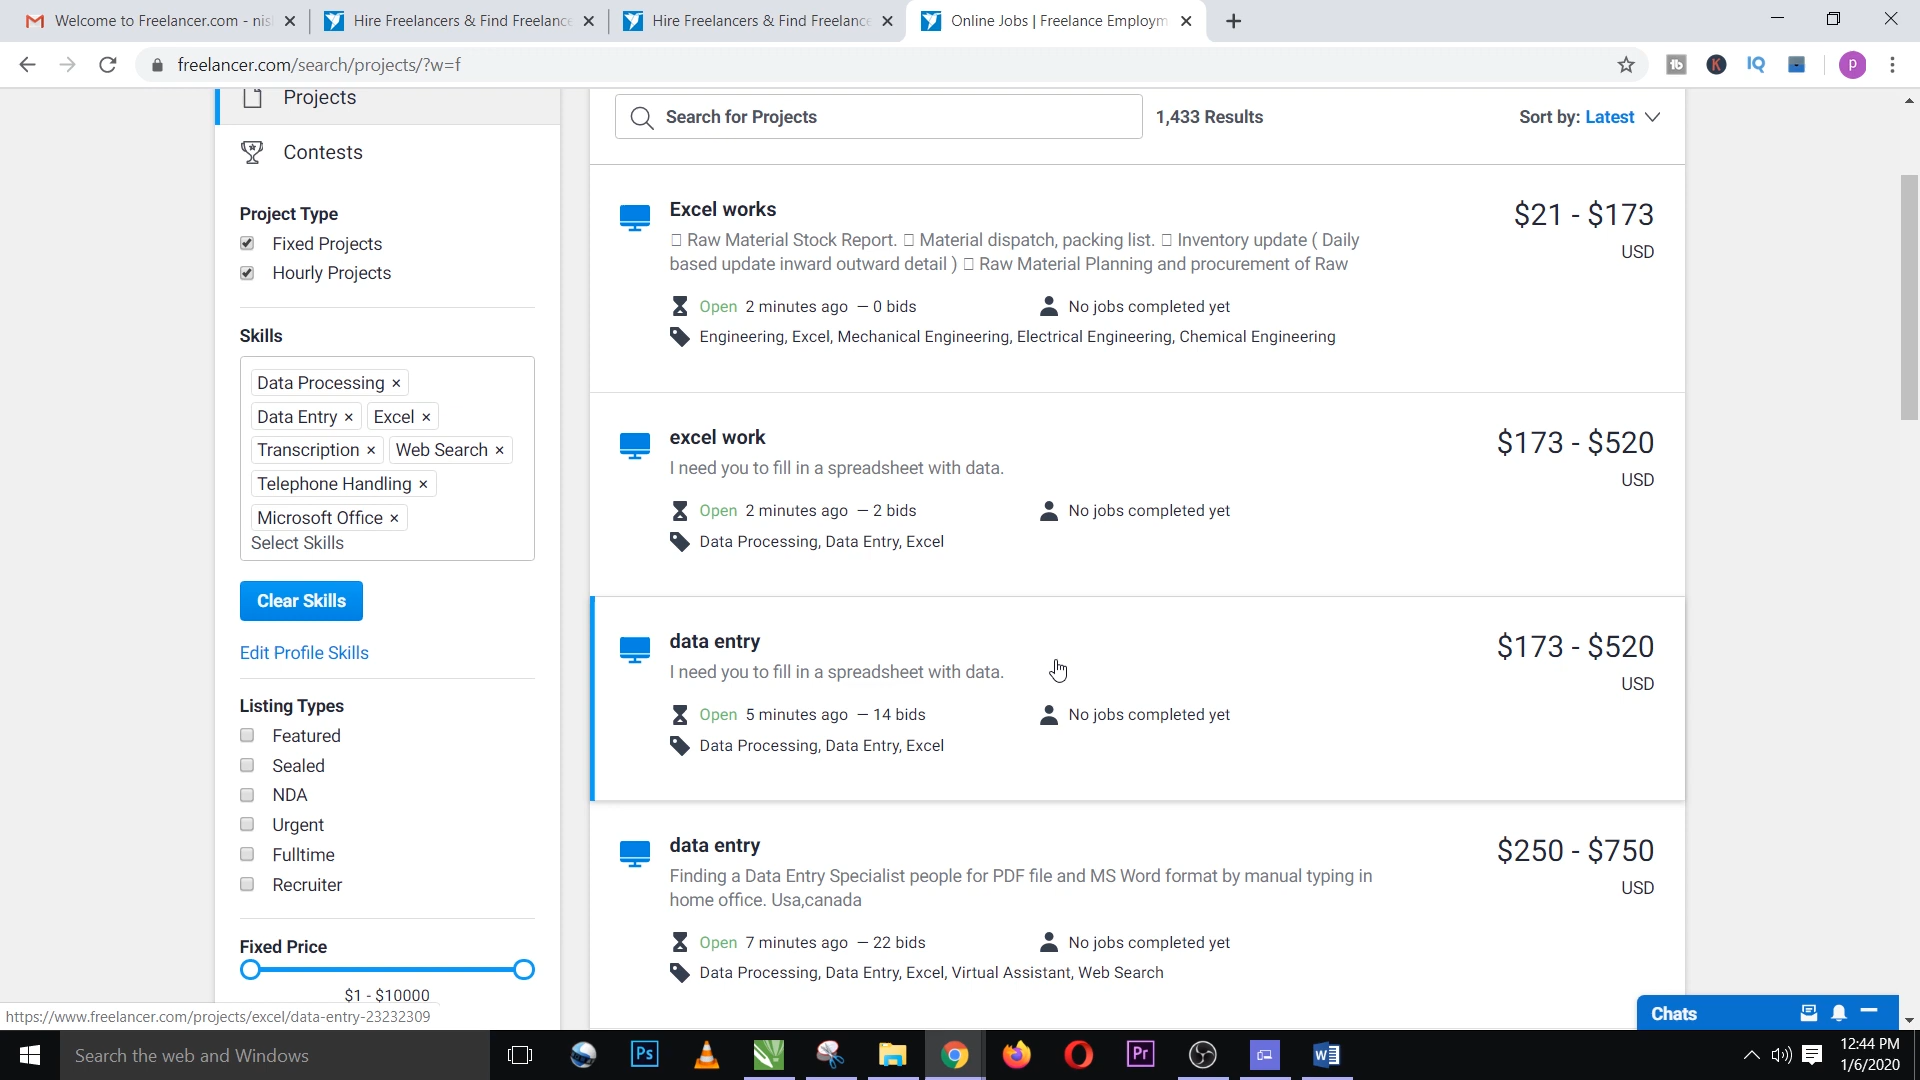 Welcome to Freelancer.com - nis
Hire Freelancers & Find Freelance
Hire Freelancers & Find Freelance
Online Jobs | Freelance Employm
freelancer.com/search/projects/?w=f
Projects
Contests
Project Type
Fixed Projects
Hourly Projects
Skills
Data Processing ×
Data Entry × Excel ×
Transcription × Web Search ×
Telephone Handling ×
Microsoft Office ×
Select Skills
Clear Skills
Edit Profile Skills
Listing Types
Featured
Sealed
NDA
Urgent
Fulltime
Recruiter
Fixed Price
$1 - $10000
Search for Projects
1,433 Results
Sort by: Latest
Excel works
$21 - $173
USD
Raw Material Stock Report. Material dispatch, packing list. Inventory update ( Daily
based update inward outward detail ) Raw Material Planning and procurement of Raw
Open 2 minutes ago – 0 bids
No jobs completed yet
Engineering, Excel, Mechanical Engineering, Electrical Engineering, Chemical Engineering
excel work
$173 - $520
USD
I need you to fill in a spreadsheet with data.
Open 2 minutes ago – 2 bids
No jobs completed yet
Data Processing, Data Entry, Excel
data entry
$173 - $520
USD
I need you to fill in a spreadsheet with data.
Open 5 minutes ago – 14 bids
No jobs completed yet
Data Processing, Data Entry, Excel
data entry
$250 - $750
USD
Finding a Data Entry Specialist people for PDF file and MS Word format by manual typing in
home office. Usa,canada
Open 7 minutes ago – 22 bids
No jobs completed yet
Data Processing, Data Entry, Excel, Virtual Assistant, Web Search
Chats
https://www.freelancer.com/projects/excel/data-entry-23232309
Search the web and Windows
Ps
Pr
W
12:44 PM
1/6/2020
tb
K
IQ
P